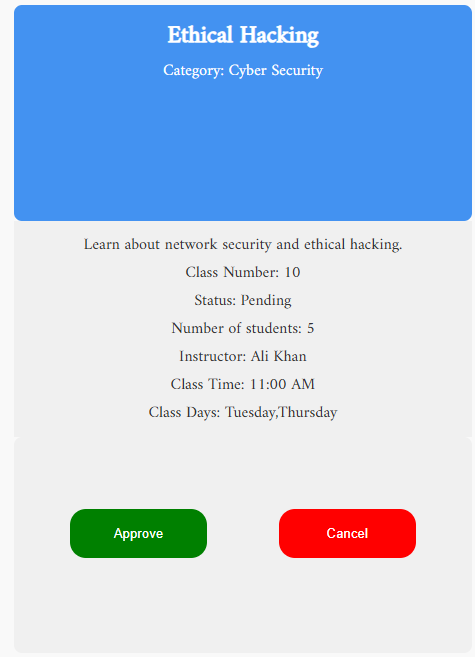 Ethical Hacking
Category: Cyber Security
Learn about network security and ethical hacking.
Class Number: 10
Status: Pending
Number of students: 5
Instructor: Ali Khan
Class Time: 11:00 AM
Class Days: Tuesday,Thursday
Approve Cancel